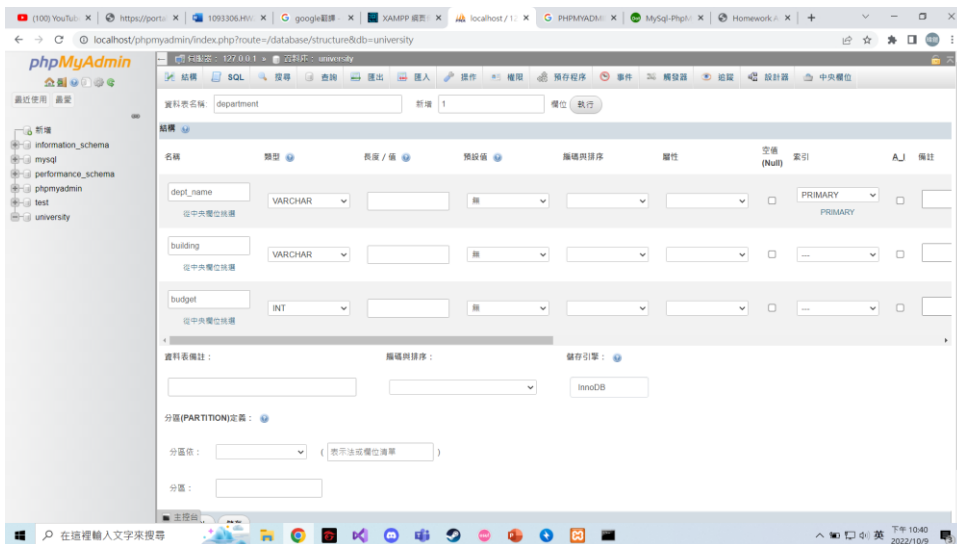 (100) YouTub
https://porta
1093306.HW.
google翻譯 -
XAMPP 網頁
localhost / 12
PHPMYADM
MySql-PhpM
Homework A
localhost/phpmyadmin/index.php?route=/database/structure&db=university
phpMyAdmin
最近使用 最愛
新增
information_schema
mysql
performance_schema
phpmyadmin
test
university
伺服器: 127.0.0.1 » 資料庫: university
結構 SQL 搜尋 查詢 匯出 匯入 操作 權限 預存程序 事件 觸發器 追蹤 設計器 中央欄位
資料表名稱: department 新增 1 欄位 執行
結構
名稱 類型 長度 / 值 預設值 編碼與排序 屬性 空值 (Null) 索引 A_I 備註
dept_name VARCHAR 無 PRIMARY
從中央欄位挑選 PRIMARY
building VARCHAR 無 ---
從中央欄位挑選
budget INT 無 ---
從中央欄位挑選
資料表備註： 編碼與排序： 儲存引擎：
InnoDB
分區(PARTITION)定義：
分區依： ( 表示法或欄位清單 )
分區：
主控台
在這裡輸入文字來搜尋
英
下午 10:40
2022/10/9